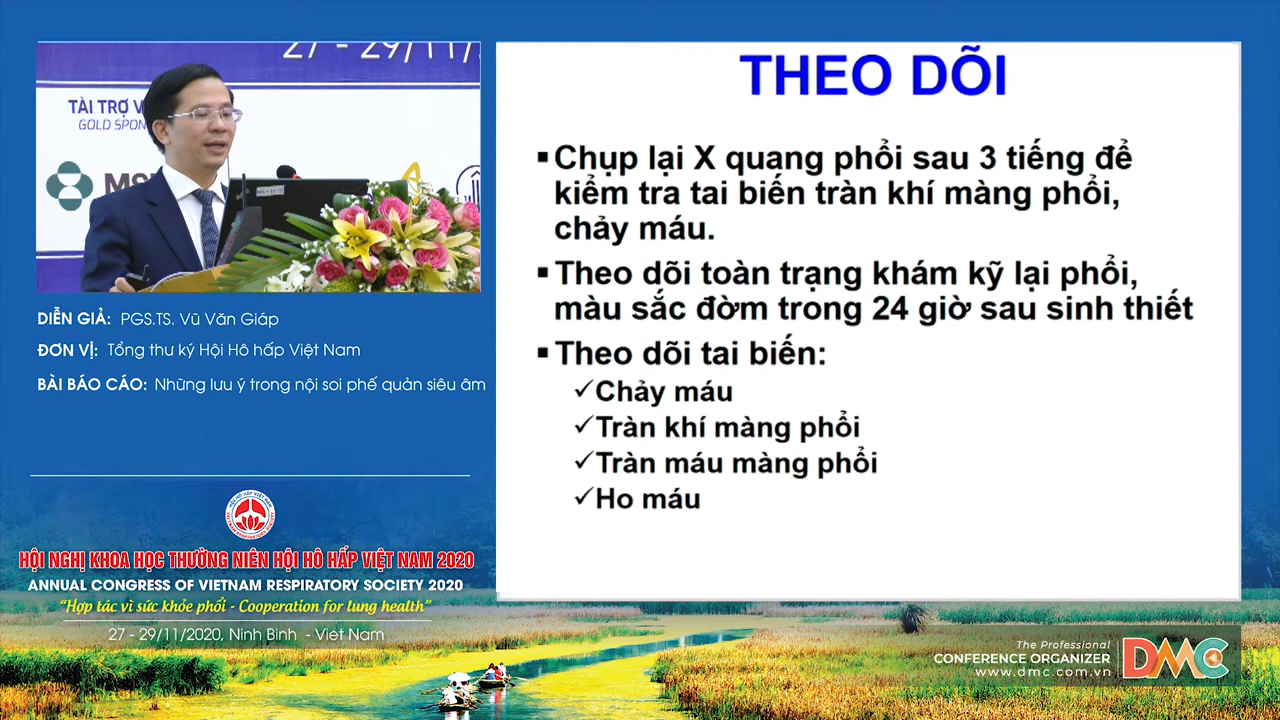 27 - 29/11/
TÀI TRỢ V
GOLD SPON
MS
DIỄN GIẢ: PGS.TS. Vũ Văn Giáp
ĐƠN VỊ: Tổng thư ký Hội Hô hấp Việt Nam
BÀI BÁO CÁO: Những lưu ý trong nội soi phế quản siêu âm
THEO DÕI
▪ Chụp lại X quang phổi sau 3 tiếng để
kiểm tra tai biến tràn khí màng phổi,
chảy máu.
▪ Theo dõi toàn trạng khám kỹ lại phổi,
màu sắc đờm trong 24 giờ sau sinh thiết
▪ Theo dõi tai biến:
✓Chảy máu
✓Tràn khí màng phổi
✓Tràn máu màng phổi
✓Ho máu
HỘI NGHỊ KHOA HỌC THƯỜNG NIÊN HỘI HÔ HẤP VIỆT NAM 2020
ANNUAL CONGRESS OF VIETNAM RESPIRATORY SOCIETY 2020
“Hợp tác vì sức khỏe phổi - Cooperation for lung health”
27 - 29/11/2020, Ninh Bình - Việt Nam
The Professional
CONFERENCE ORGANIZER
www.dmc.com.vn
DMC